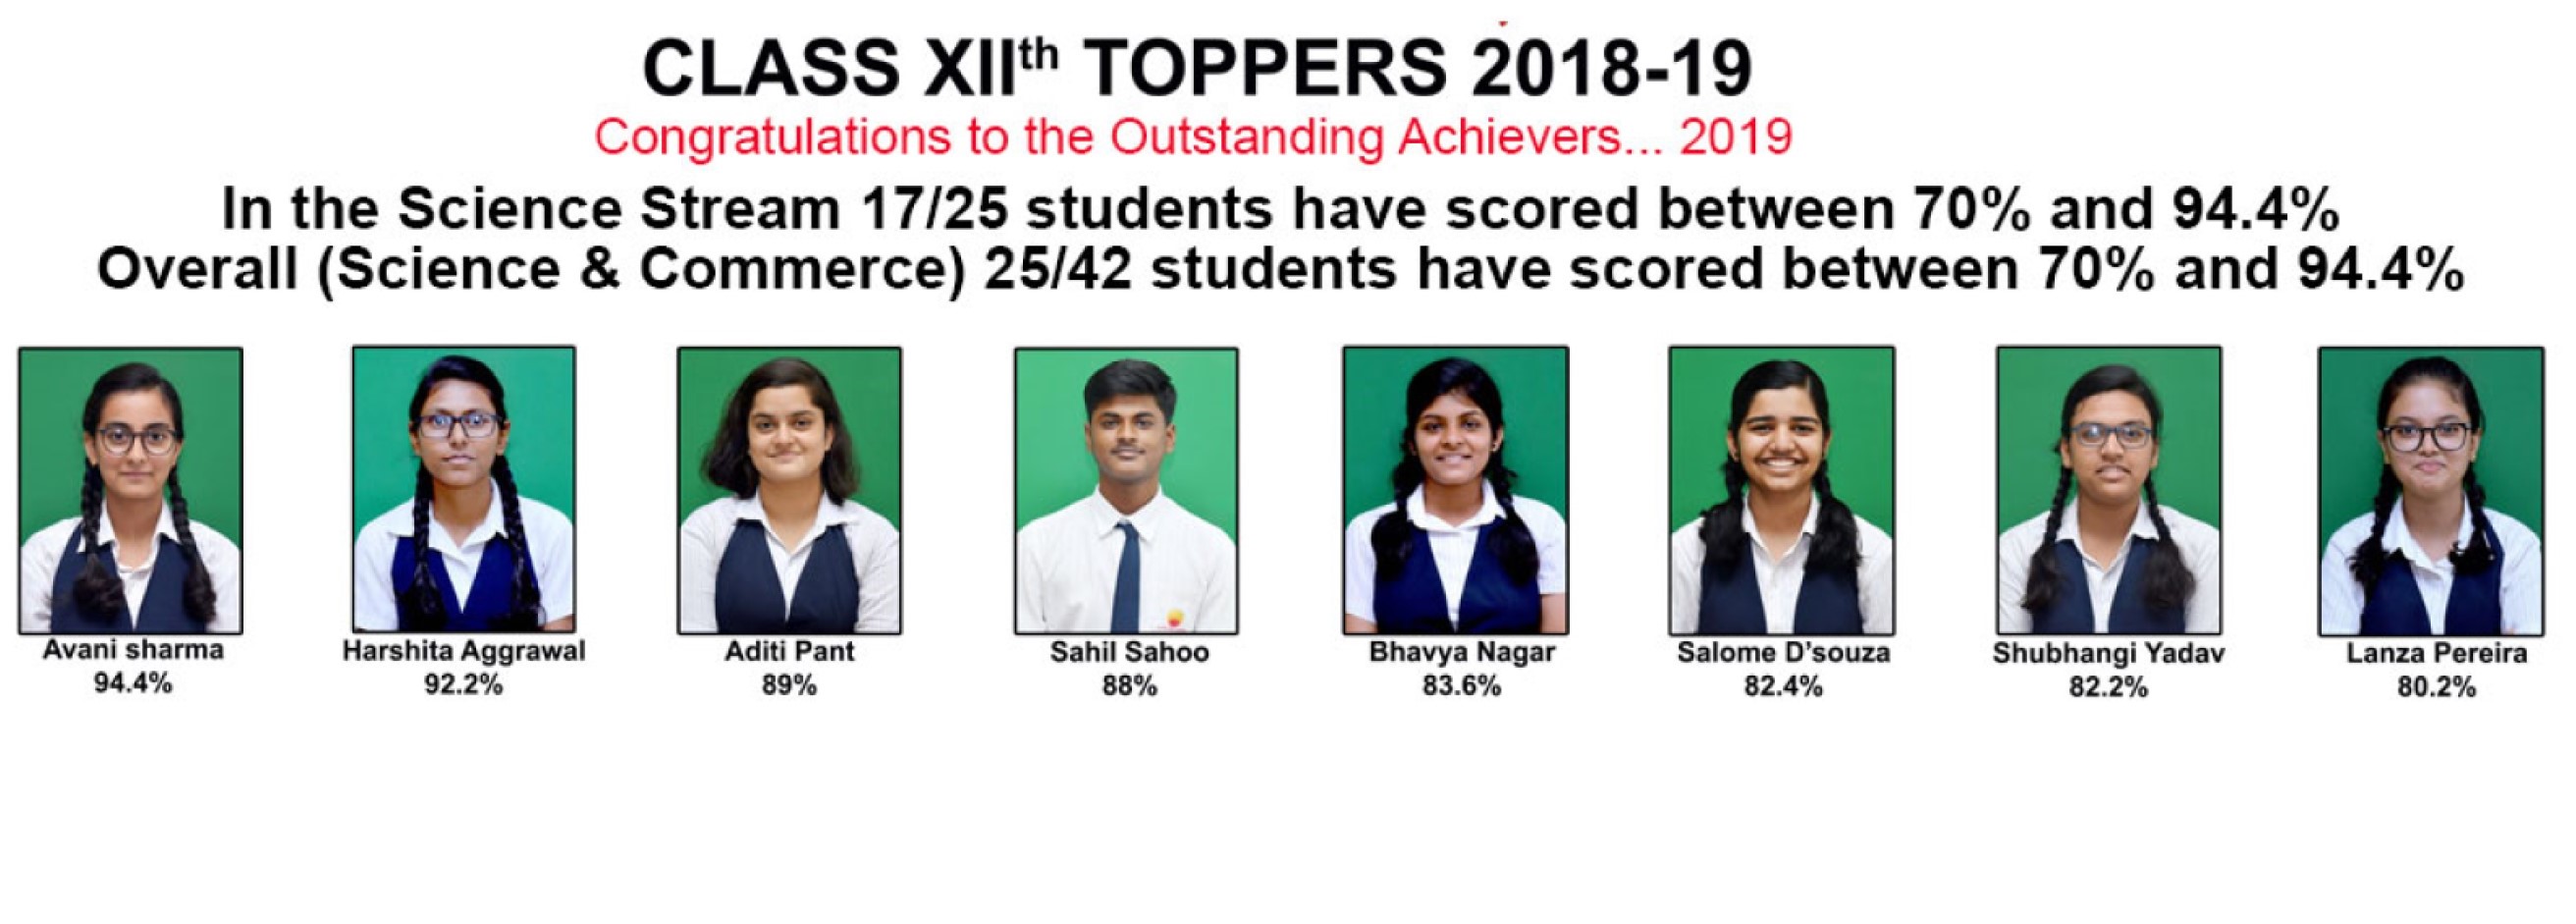 CLASS XIIth TOPPERS 2018-19
Congratulations to the Outstanding Achievers... 2019
In the Science Stream 17/25 students have scored between 70% and 94.4%
Overall (Science & Commerce) 25/42 students have scored between 70% and 94.4%
Avani sharma
94.4%
Harshita Aggrawal
92.2%
Aditi Pant
89%
Sahil Sahoo
88%
Bhavya Nagar
83.6%
Salome D'souza
82.4%
Shubhangi Yadav
82.2%
Lanza Pereira
80.2%